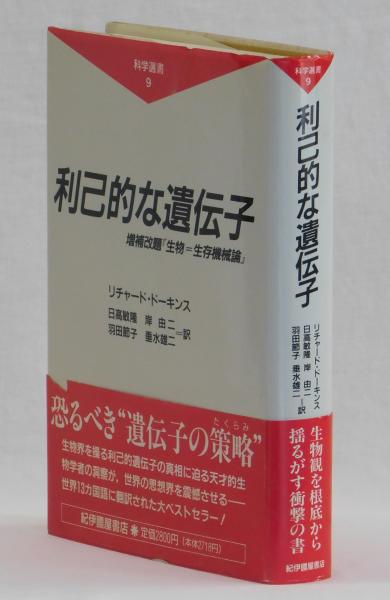 科学選書
9
利己的な遺伝子
増補改題『生物＝生存機械論』
リチャード・ドーキンス
日高敏隆 岸 由二
羽田節子 垂水雄二＝訳
恐るべき“遺伝子の策略”
たくらみ
生物界を操る利己的遺伝子の真相に迫る天才的生
物学者の洞察が、世界の思想界を震撼させる──
世界13カ国語に翻訳された大ベストセラー!
紀伊國屋書店 定価2800円(本体2718円)
科学選書
9
利己的な遺伝子
リチャード・ドーキンス
日高敏隆 岸 由二
羽田節子 垂水雄二＝訳
生物観を根底から
揺るがす衝撃の書
紀伊國屋書店